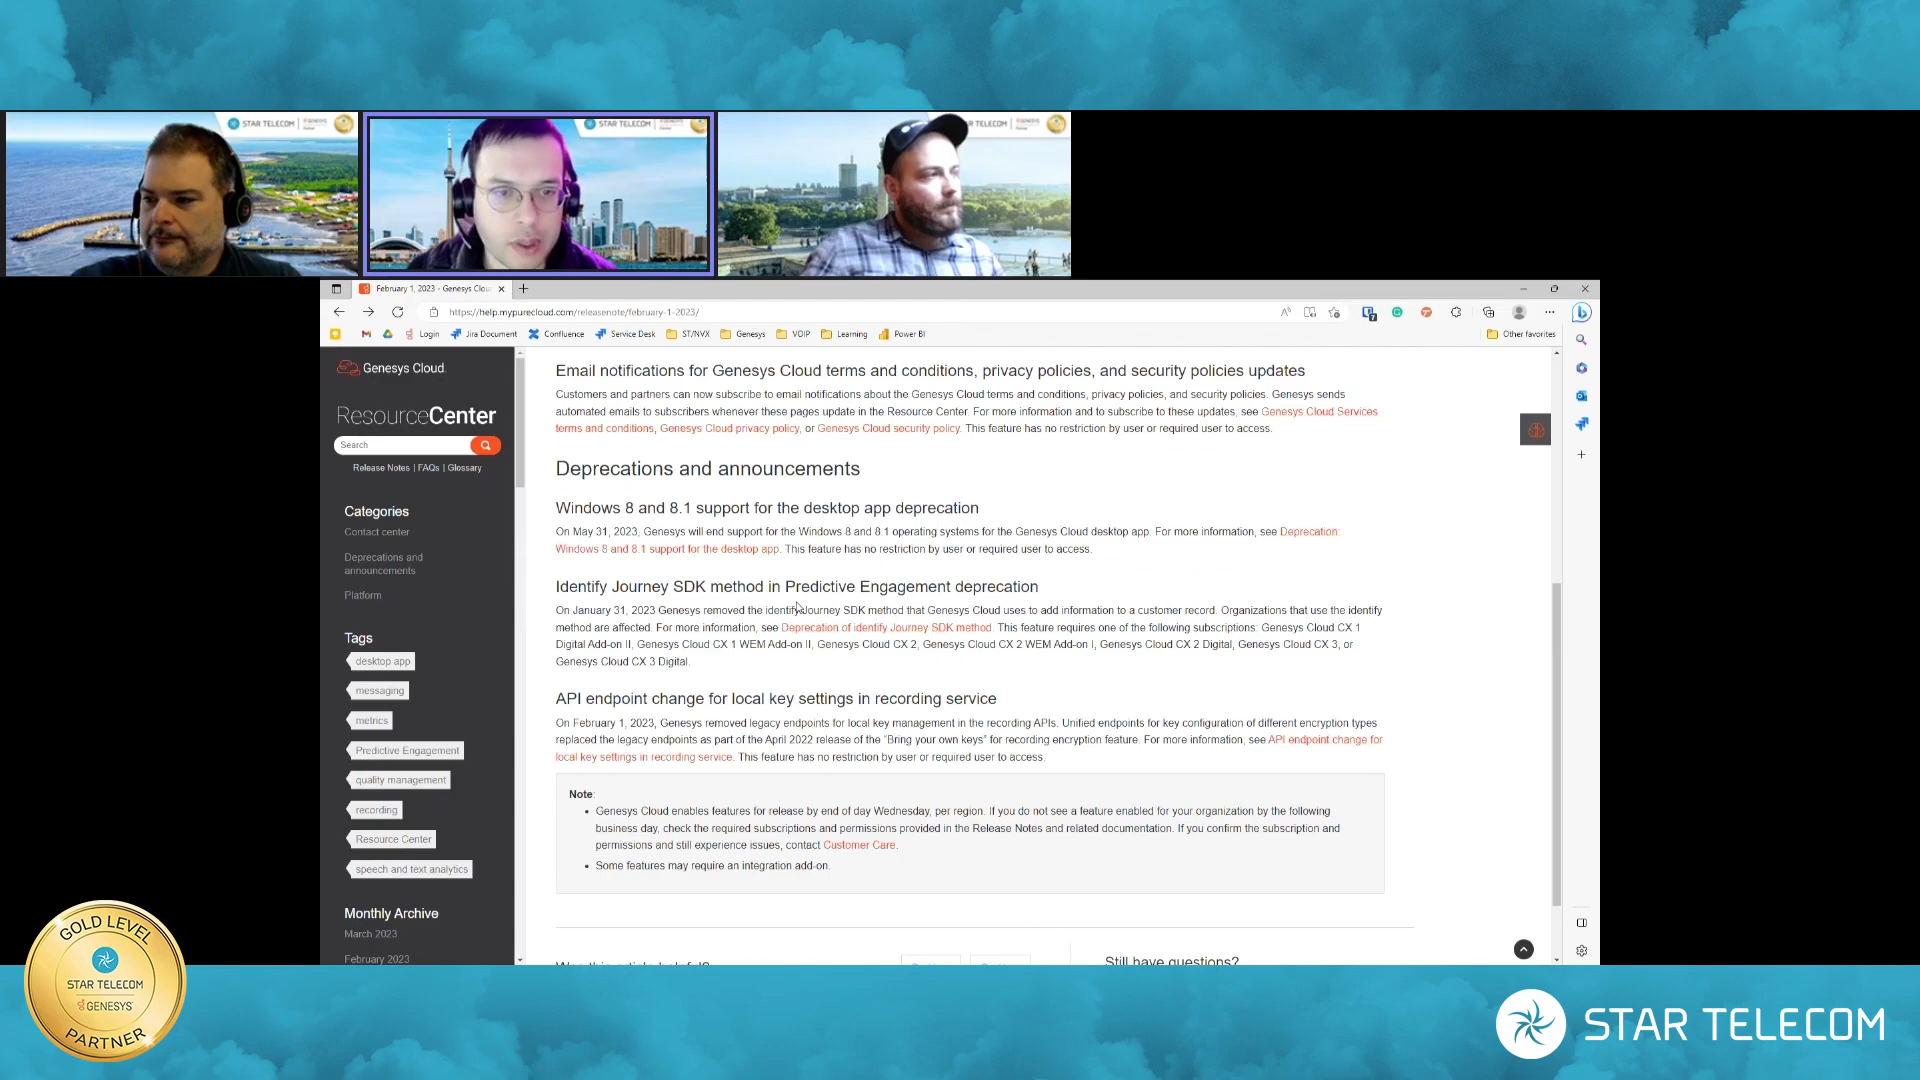 STAR TELECOM
GENESYS
STAR TELECOM
TELECOM
February 1, 2023 - Genesys Clou
https://help.mypurecloud.com/releasenote/february-1-2023/
Login
Jira Document
Confluence
Service Desk
ST/NVX
Genesys
VOIP
Learning
Power BI
Other favorites
Genesys Cloud
ResourceCenter
Search
Release Notes | FAQs | Glossary
Categories
Contact center
Deprecations and
announcements
Platform
Tags
desktop app
messaging
metrics
Predictive Engagement
quality management
recording
Resource Center
speech and text analytics
Monthly Archive
March 2023
February 2023
Email notifications for Genesys Cloud terms and conditions, privacy policies, and security policies updates
Customers and partners can now subscribe to email notifications about the Genesys Cloud terms and conditions, privacy policies, and security policies. Genesys sends
automated emails to subscribers whenever these pages update in the Resource Center. For more information and to subscribe to these updates, see Genesys Cloud Services
terms and conditions, Genesys Cloud privacy policy, or Genesys Cloud security policy. This feature has no restriction by user or required user to access.
Deprecations and announcements
Windows 8 and 8.1 support for the desktop app deprecation
On May 31, 2023, Genesys will end support for the Windows 8 and 8.1 operating systems for the Genesys Cloud desktop app. For more information, see Deprecation:
Windows 8 and 8.1 support for the desktop app. This feature has no restriction by user or required user to access.
Identify Journey SDK method in Predictive Engagement deprecation
On January 31, 2023 Genesys removed the identify Journey SDK method that Genesys Cloud uses to add information to a customer record. Organizations that use the identify
method are affected. For more information, see Deprecation of identify Journey SDK method. This feature requires one of the following subscriptions: Genesys Cloud CX 1
Digital Add-on II, Genesys Cloud CX 1 WEM Add-on II, Genesys Cloud CX 2, Genesys Cloud CX 2 WEM Add-on I, Genesys Cloud CX 2 Digital, Genesys Cloud CX 3, or
Genesys Cloud CX 3 Digital.
API endpoint change for local key settings in recording service
On February 1, 2023, Genesys removed legacy endpoints for local key management in the recording APIs. Unified endpoints for key configuration of different encryption types
replaced the legacy endpoints as part of the April 2022 release of the "Bring your own keys" for recording encryption feature. For more information, see API endpoint change for
local key settings in recording service. This feature has no restriction by user or required user to access.
Note:
• Genesys Cloud enables features for release by end of day Wednesday, per region. If you do not see a feature enabled for your organization by the following
business day, check the required subscriptions and permissions provided in the Release Notes and related documentation. If you confirm the subscription and
permissions and still experience issues, contact Customer Care.
• Some features may require an integration add-on.
Was this article helpful?
Still have questions?
GOLD LEVEL
STAR TELECOM
GENESYS
PARTNER
STAR TELECOM